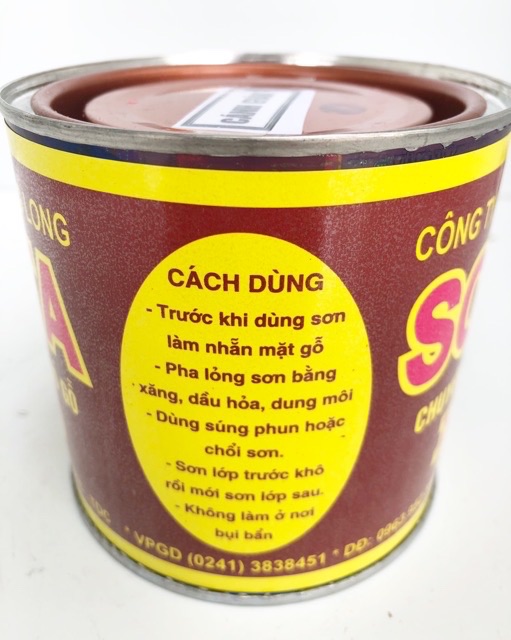 LONG
CÔNG T
CÁCH DÙNG
- Trước khi dùng sơn
làm nhẵn mặt gỗ
- Pha lỏng sơn bằng
xăng, dầu hỏa, dung môi
- Dùng súng phun hoặc
chổi sơn.
- Sơn lớp trước khô
rồi mới sơn lớp sau.
- Không làm ở nơi
bụi bẩn
* VPGD (0241) 3838451 * DĐ: 0963